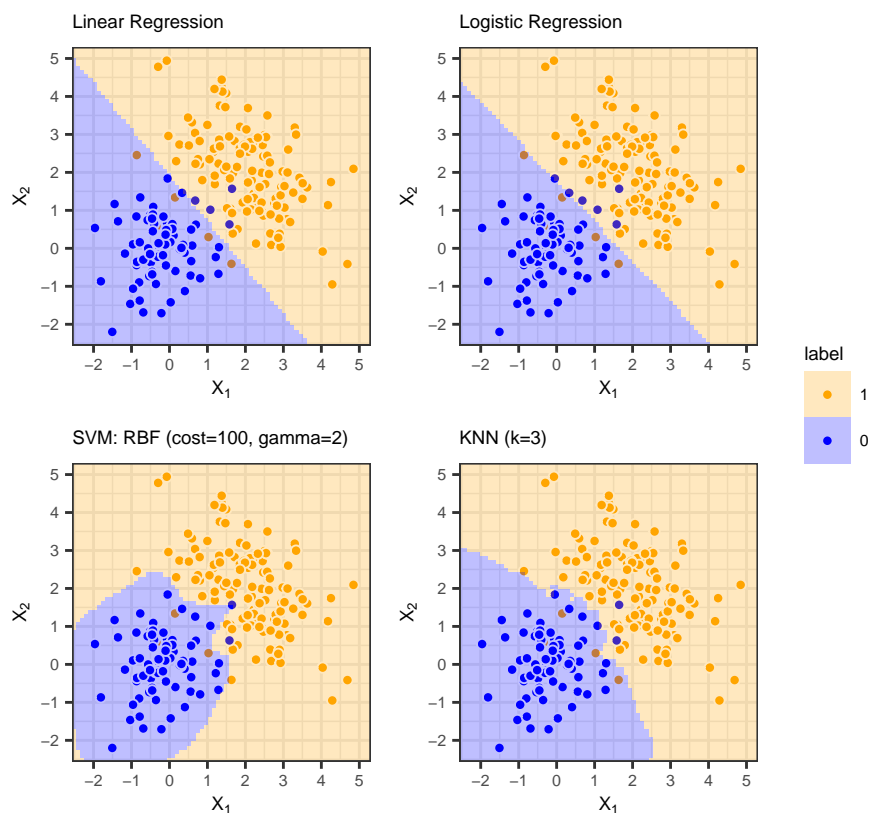 Linear Regression
Logistic Regression
5
4
3
2
1
0
−1
−2
X2
−2 −1 0 1 2 3 4 5
X1
5
4
3
2
1
0
−1
−2
X2
−2 −1 0 1 2 3 4 5
X1
label
1
0
SVM: RBF (cost=100, gamma=2)
KNN (k=3)
5
4
3
2
1
0
−1
−2
X2
−2 −1 0 1 2 3 4 5
X1
5
4
3
2
1
0
−1
−2
X2
−2 −1 0 1 2 3 4 5
X1